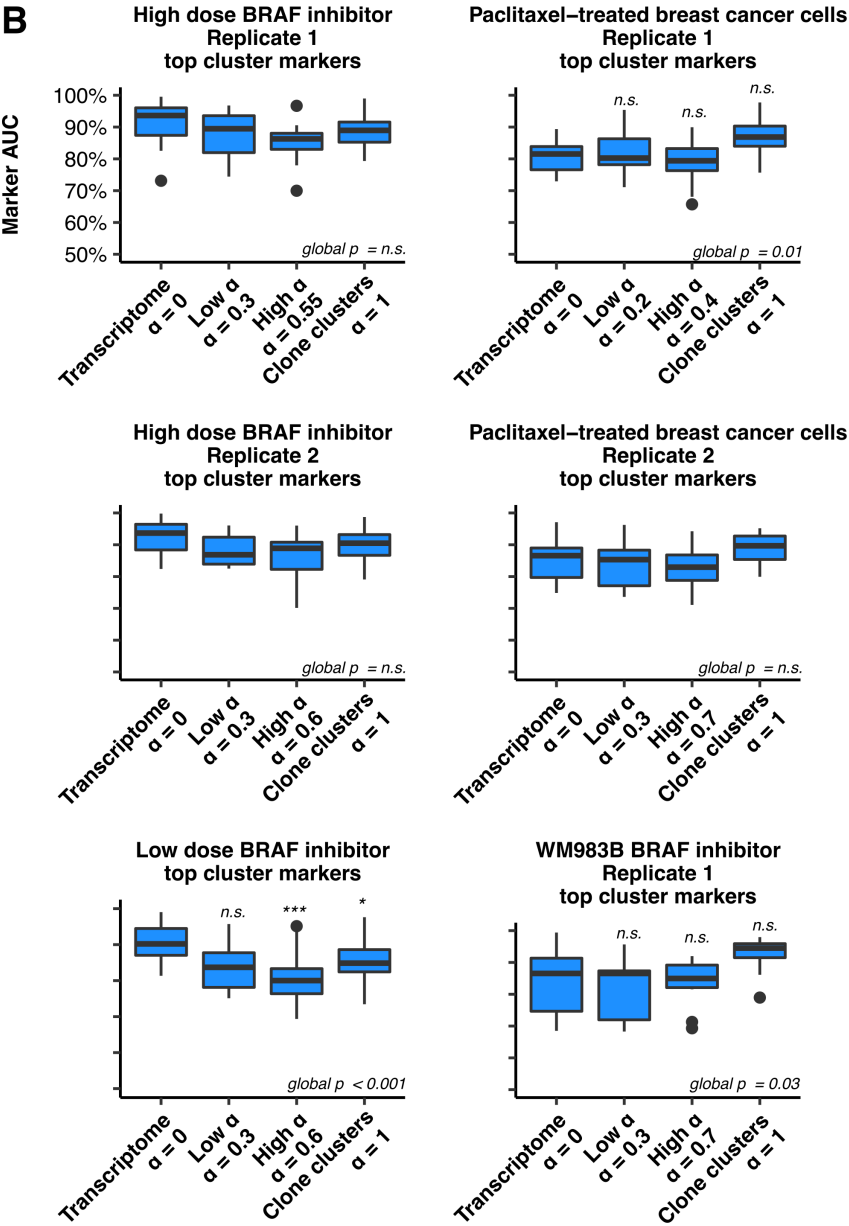 B
High dose BRAF inhibitor
Replicate 1
top cluster markers
Marker AUC
100%
90%
80%
70%
60%
50%
global p = n.s.
Transcriptome
α = 0
Low α
α = 0.3
High α
α = 0.55
Clone clusters
α = 1
Paclitaxel–treated breast cancer cells
Replicate 1
top cluster markers
n.s.
n.s.
n.s.
global p = 0.01
Transcriptome
α = 0
Low α
α = 0.2
High α
α = 0.4
Clone clusters
α = 1
High dose BRAF inhibitor
Replicate 2
top cluster markers
global p = n.s.
Transcriptome
α = 0
Low α
α = 0.3
High α
α = 0.6
Clone clusters
α = 1
Paclitaxel–treated breast cancer cells
Replicate 2
top cluster markers
global p = n.s.
Transcriptome
α = 0
Low α
α = 0.3
High α
α = 0.7
Clone clusters
α = 1
Low dose BRAF inhibitor
top cluster markers
n.s.
***
*
global p < 0.001
Transcriptome
α = 0
Low α
α = 0.3
High α
α = 0.6
Clone clusters
α = 1
WM983B BRAF inhibitor
Replicate 1
top cluster markers
n.s.
n.s.
n.s.
global p = 0.03
Transcriptome
α = 0
Low α
α = 0.3
High α
α = 0.7
Clone clusters
α = 1